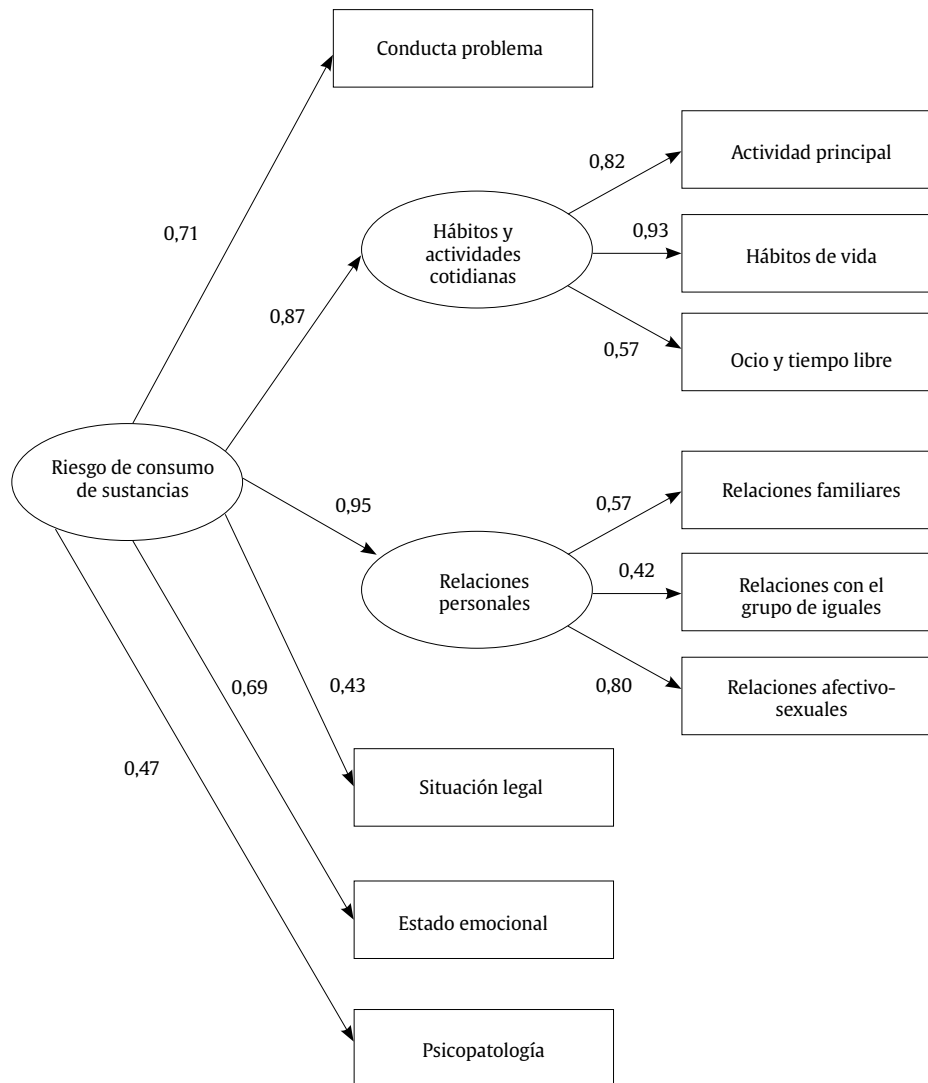 Conducta problema
Actividad principal
0,82
0,93
Hábitos y
actividades
cotidianas
0,71
Hábitos de vida
0,87
0,57
Ocio y tiempo libre
Riesgo de consumo
de sustancias
0,95
0,57
Relaciones familiares
0,42
Relaciones
personales
Relaciones con el
grupo de iguales
0,69
0,43
0,80
Relaciones afectivo-
sexuales
0,47
Situación legal
Estado emocional
Psicopatología